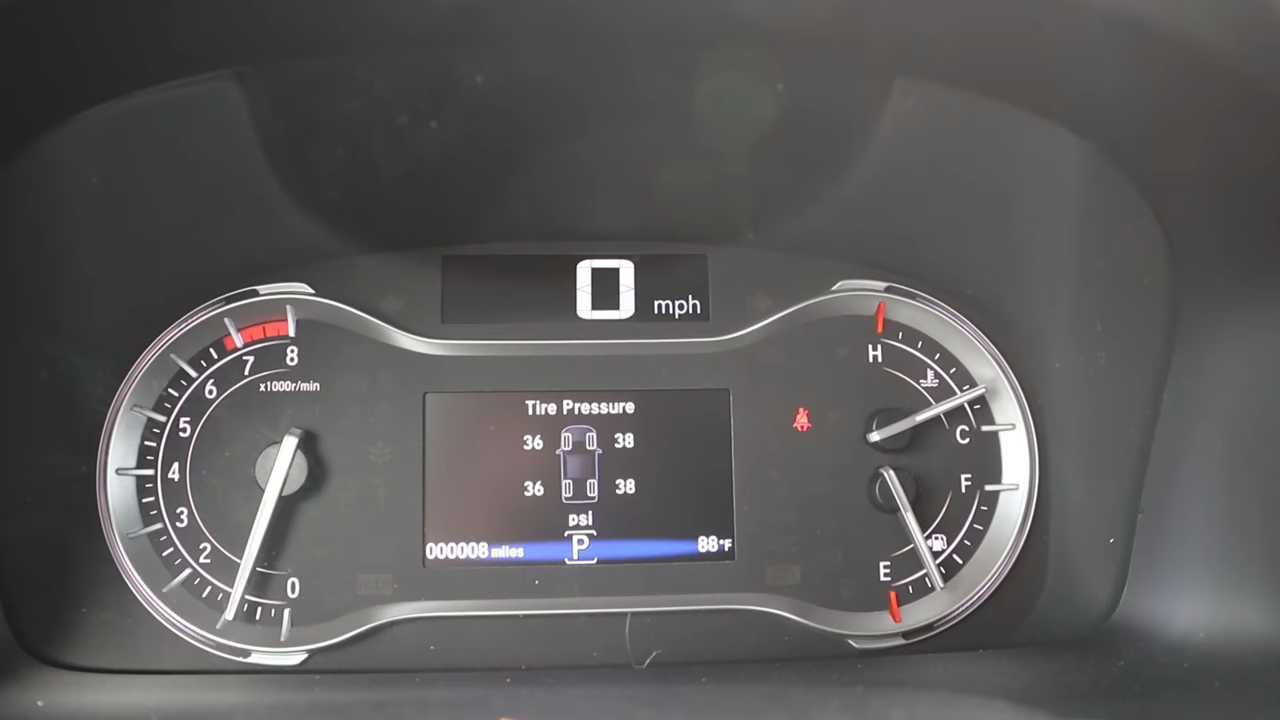 0 mph
8
7
6
5
4
3
2
0
x1000r/min
Tire Pressure
36 38
36 38
psi
000008 miles P 88°F
H
C
F
E